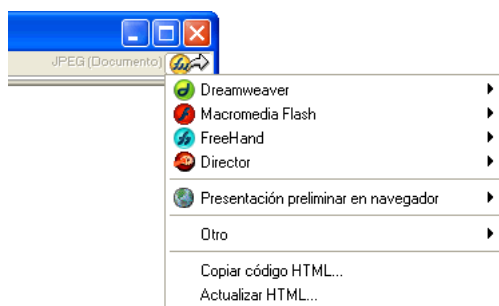 JPEG (Documento)
Dreamweaver
Macromedia Flash
FreeHand
Director
Presentación preliminar en navegador
Otro
Copiar código HTML...
Actualizar HTML...